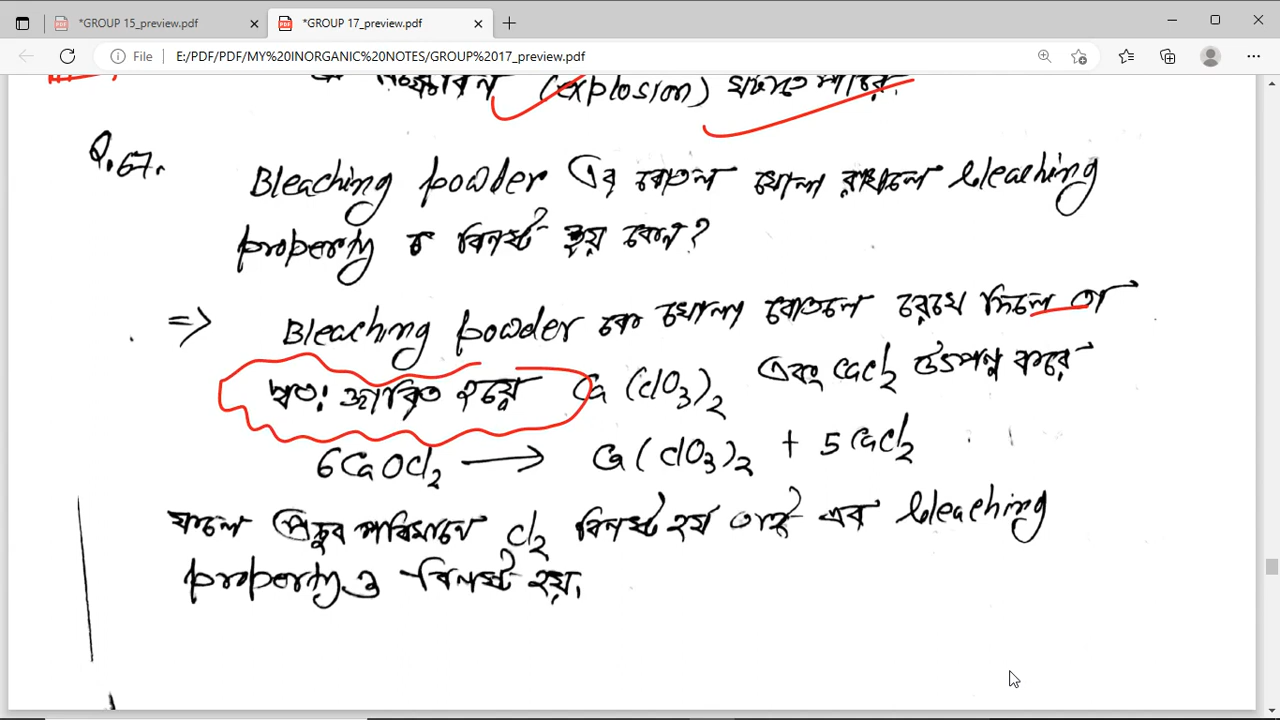 *GROUP 15_preview.pdf
*GROUP 17_preview.pdf
File E:/PDF/PDF/MY%20INORGANIC%20NOTES/GROUP%2017_preview.pdf
(explosion) ঘটতে পারে।
Q.67.
Bleaching powder এর বোতল খোলা রাখলে bleaching
property বিনষ্ট হয় কেন?
⇒ Bleaching powder কে খোলা বোতলে রেখে দিলে তা
স্বতঃ জারিত হয়ে Ca(ClO3)2 এবং CaCl2 উৎপন্ন করে
6CaOCl2 ⟶ Ca(ClO3)2 + 5CaCl2
ফলে প্রচুর পরিমানে Cl2 বিনষ্ট হয় তাই এর bleaching
property ও বিনষ্ট হয়।